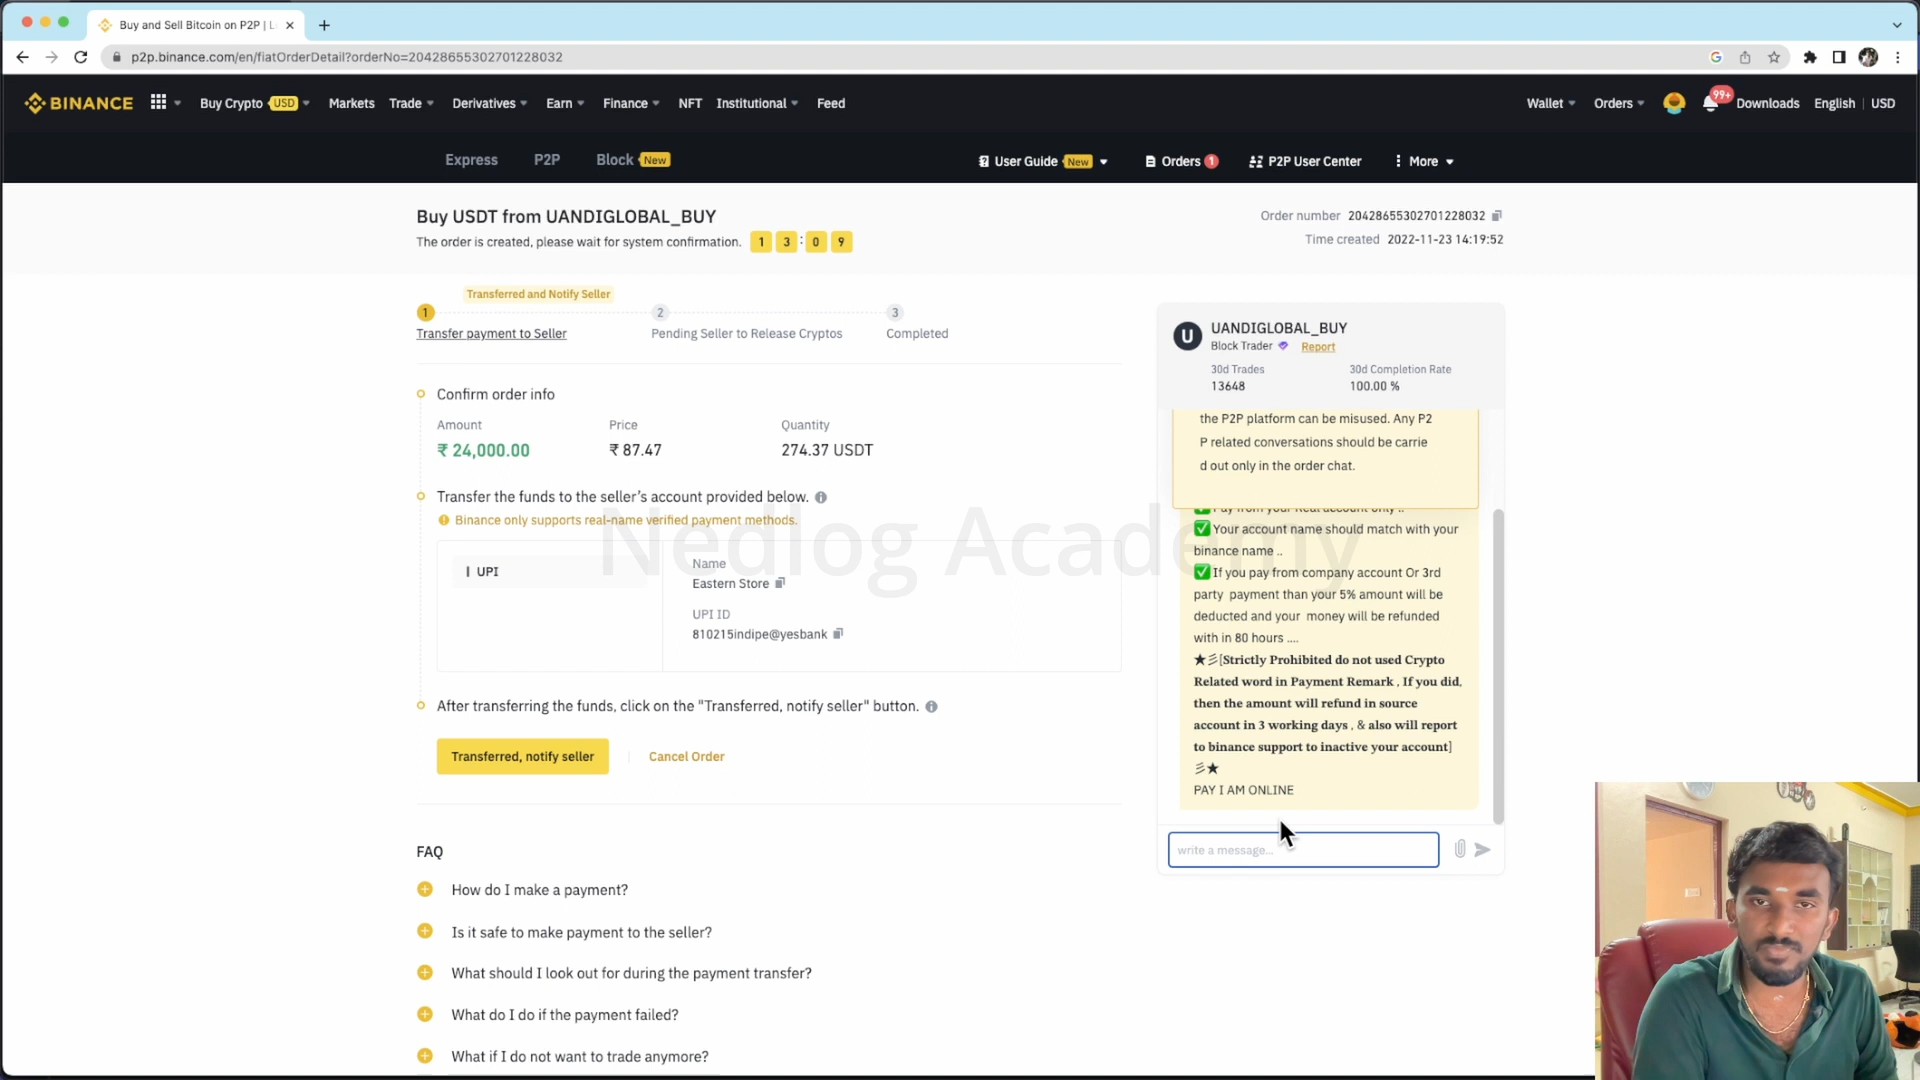 Buy and Sell Bitcoin on P2P | L
p2p.binance.com/en/fiatOrderDetail?orderNo=20428655302701228032
BINANCE
Buy Crypto USD
Markets
Trade
Derivatives
Earn
Finance
NFT
Institutional
Feed
Wallet
Orders
99+
Downloads
English | USD
Express
P2P
Block New
User Guide New
Orders 1
P2P User Center
More
Buy USDT from UANDIGLOBAL_BUY
The order is created, please wait for system confirmation. 1 3 : 0 9
Order number 20428655302701228032
Time created 2022-11-23 14:19:52
Transferred and Notify Seller
1
2
3
Transfer payment to Seller
Pending Seller to Release Cryptos
Completed
Confirm order info
Amount
Price
Quantity
₹ 24,000.00
₹ 87.47
274.37 USDT
Transfer the funds to the seller's account provided below.
Binance only supports real-name verified payment methods.
UPI
Name
Eastern Store
UPI ID
810215indipe@yesbank
After transferring the funds, click on the "Transferred, notify seller" button.
Transferred, notify seller
Cancel Order
FAQ
How do I make a payment?
Is it safe to make payment to the seller?
What should I look out for during the payment transfer?
What do I do if the payment failed?
What if I do not want to trade anymore?
U
UANDIGLOBAL_BUY
Block Trader
Report
30d Trades
30d Completion Rate
13648
100.00 %
the P2P platform can be misused. Any P2
P related conversations should be carrie
d out only in the order chat.
Pay from your Real account only ..
✅Your account name should match with your
binance name ..
✅If you pay from company account Or 3rd
party payment than your 5% amount will be
deducted and your money will be refunded
with in 80 hours ....
★彡[Strictly Prohibited do not used Crypto
Related word in Payment Remark , If you did,
then the amount will refund in source
account in 3 working days , & also will report
to binance support to inactive your account]
彡★
PAY I AM ONLINE
write a message...
Nedlog Academy